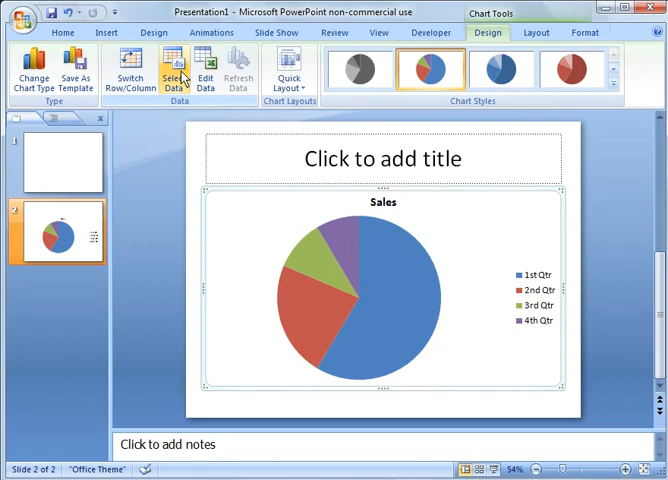 Presentation1 - Microsoft PowerPoint non-commercial use
Chart Tools
Home Insert Design Animations Slide Show Review View Developer Design Layout Format
Change Chart Type
Save As Template
Type
Switch Row/Column
Select Data
Edit Data
Refresh Data
Data
Quick Layout
Chart Layouts
Chart Styles
1
2
Click to add title
Sales
1st Qtr
2nd Qtr
3rd Qtr
4th Qtr
Click to add notes
Slide 2 of 2 "Office Theme" 54%